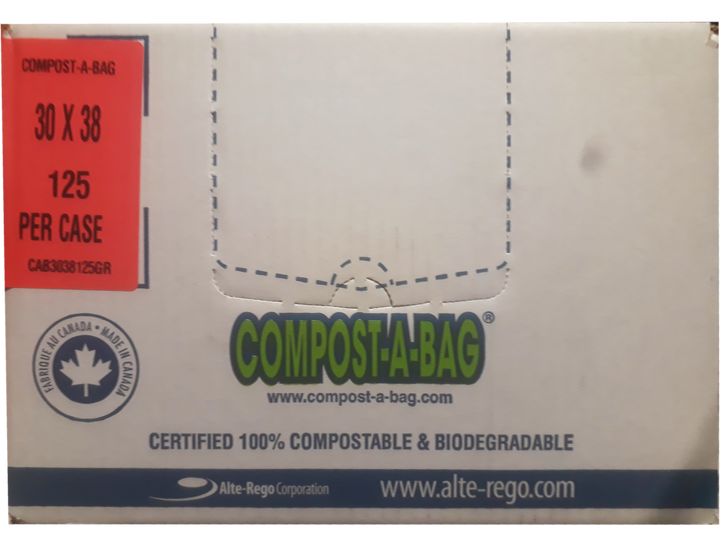 COMPOST-A-BAG
30 X 38
125
PER CASE
CAB3038125GR
FABRIQUE AU CANADA • MADE IN CANADA
COMPOST-A-BAG®
www.compost-a-bag.com
CERTIFIED 100% COMPOSTABLE & BIODEGRADABLE
Alte-Rego Corporation
www.alte-rego.com